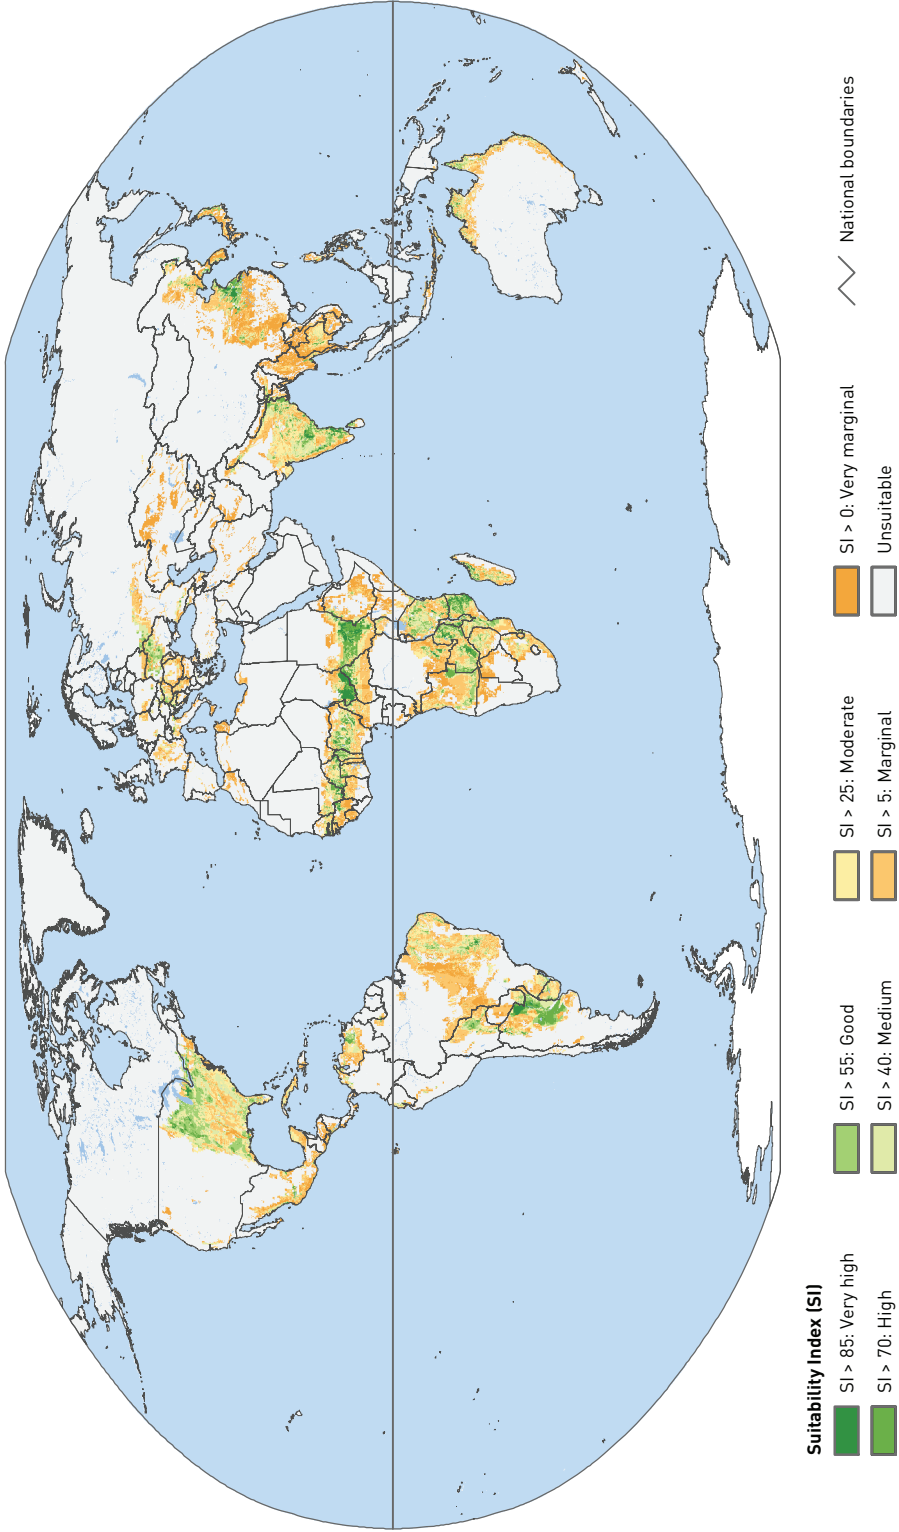 Suitability Index (SI)
SI > 85: Very high
SI > 55: Good
SI > 25: Moderate
SI > 0: Very marginal
National boundaries
SI > 70: High
SI > 40: Medium
SI > 5: Marginal
Unsuitable